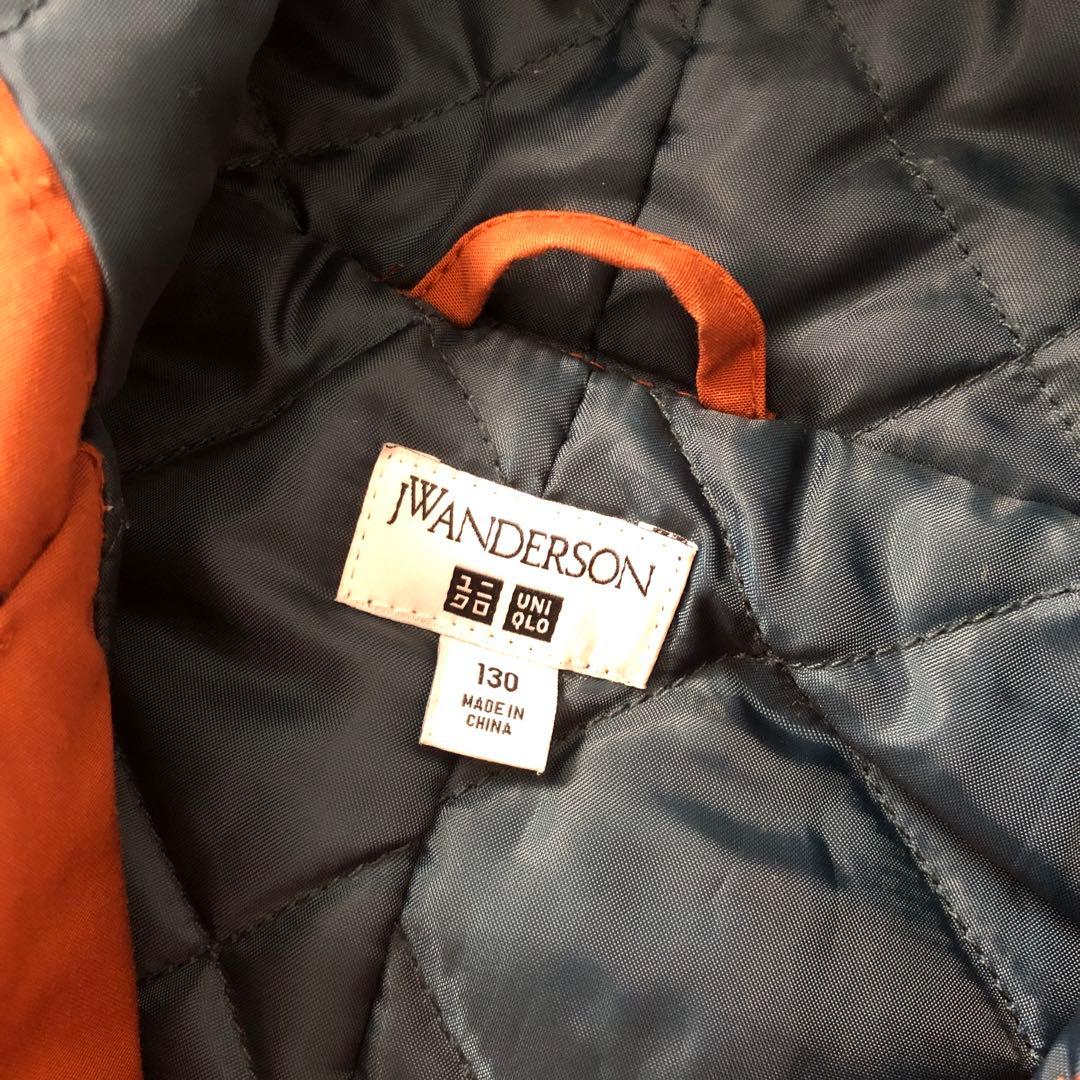 JWANDERSON
ユニ
クロ
UNI
QLO
130
MADE IN
CHINA